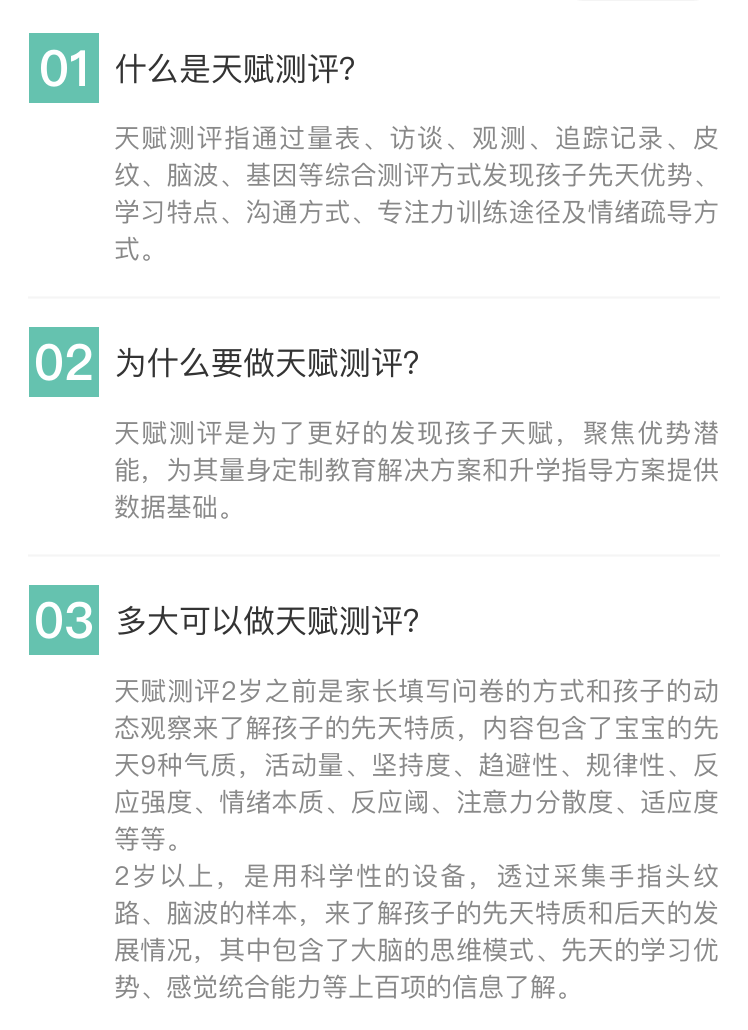 01 什么是天赋测评?
天赋测评指通过量表、访谈、观测、追踪记录、皮
纹、脑波、基因等综合测评方式发现孩子先天优势、
学习特点、沟通方式、专注力训练途径及情绪疏导方
式。
02 为什么要做天赋测评?
天赋测评是为了更好的发现孩子天赋，聚焦优势潜
能，为其量身定制教育解决方案和升学指导方案提供
数据基础。
03 多大可以做天赋测评?
天赋测评2岁之前是家长填写问卷的方式和孩子的动
态观察来了解孩子的先天特质，内容包含了宝宝的先
天9种气质，活动量、坚持度、趋避性、规律性、反
应强度、情绪本质、反应阈、注意力分散度、适应度
等等。
2岁以上，是用科学性的设备，透过采集手指头纹
路、脑波的样本，来了解孩子的先天特质和后天的发
展情况，其中包含了大脑的思维模式、先天的学习优
势、感觉统合能力等上百项的信息了解。